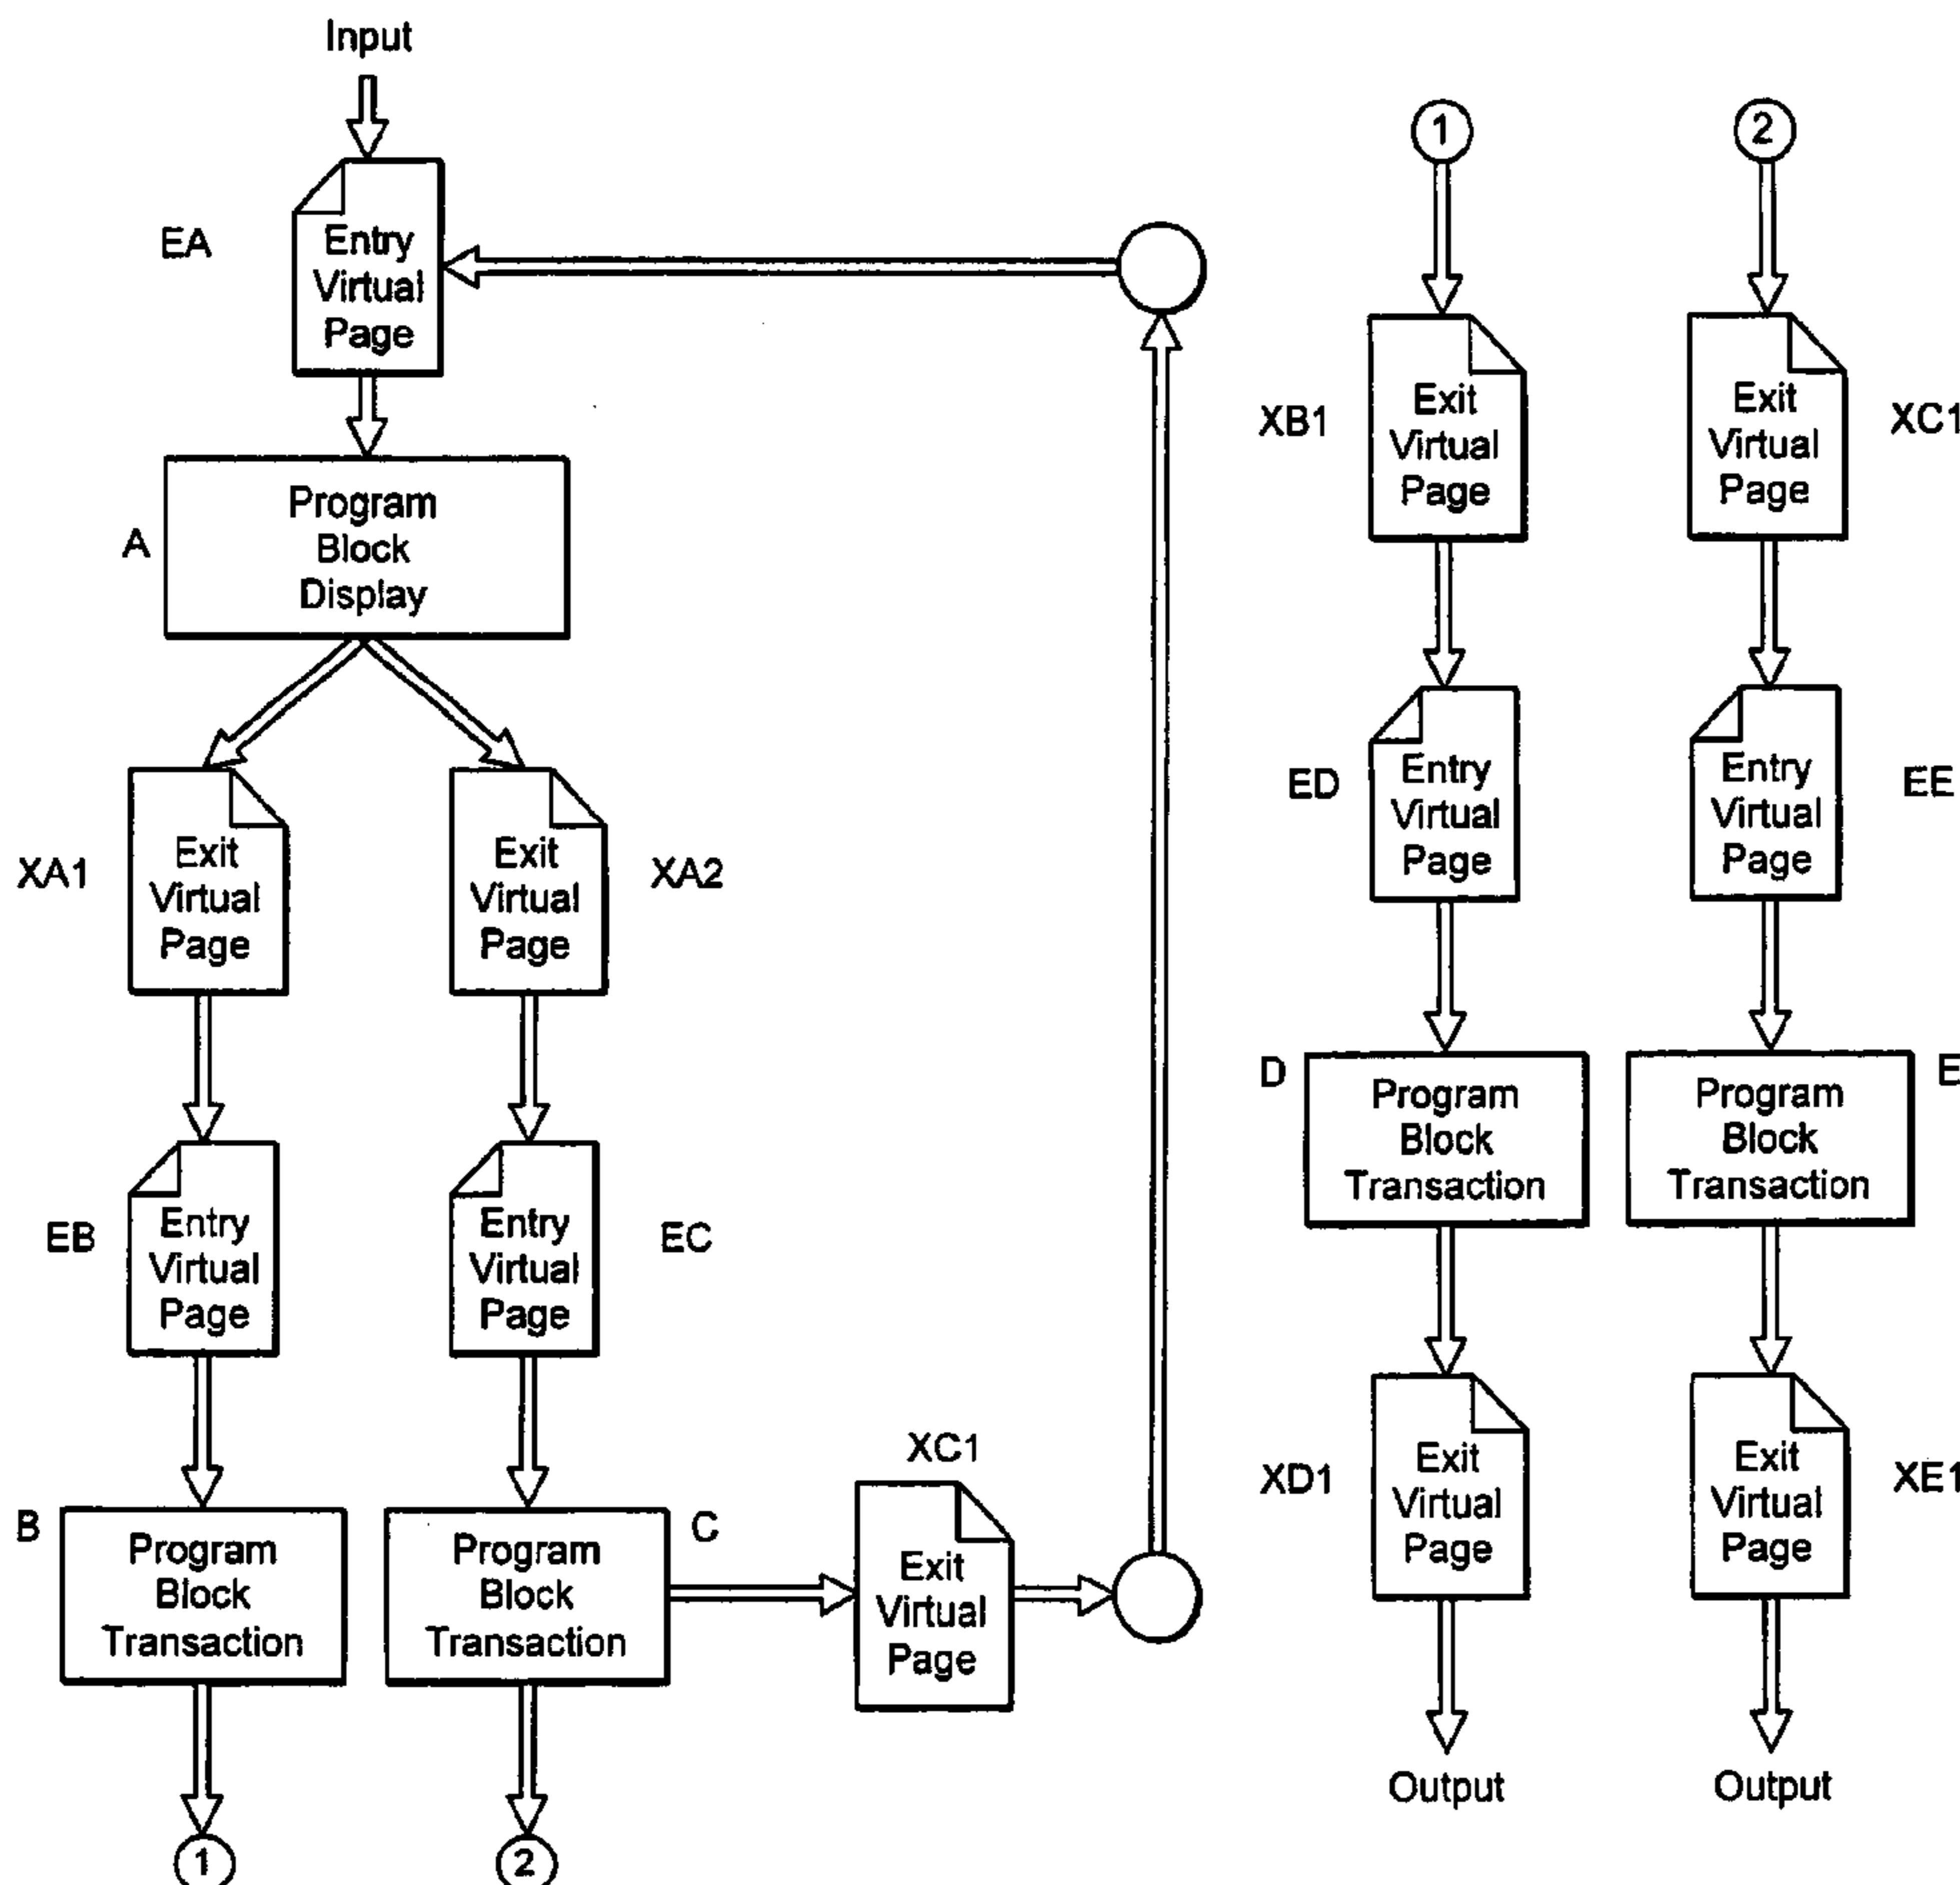 Input
EA
Entry
Virtual
Page
A
Program
Block
Display
XA1
Exit
Virtual
Page
Exit
Virtual
Page
XA2
EB
Entry
Virtual
Page
Entry
Virtual
Page
EC
B
Program
Block
Transaction
Program
Block
Transaction
C
XC1
Exit
Virtual
Page
1
2
1
2
XB1
Exit
Virtual
Page
Exit
Virtual
Page
XC1
ED
Entry
Virtual
Page
Entry
Virtual
Page
EE
D
Program
Block
Transaction
Program
Block
Transaction
E
XD1
Exit
Virtual
Page
Exit
Virtual
Page
XE1
Output
Output